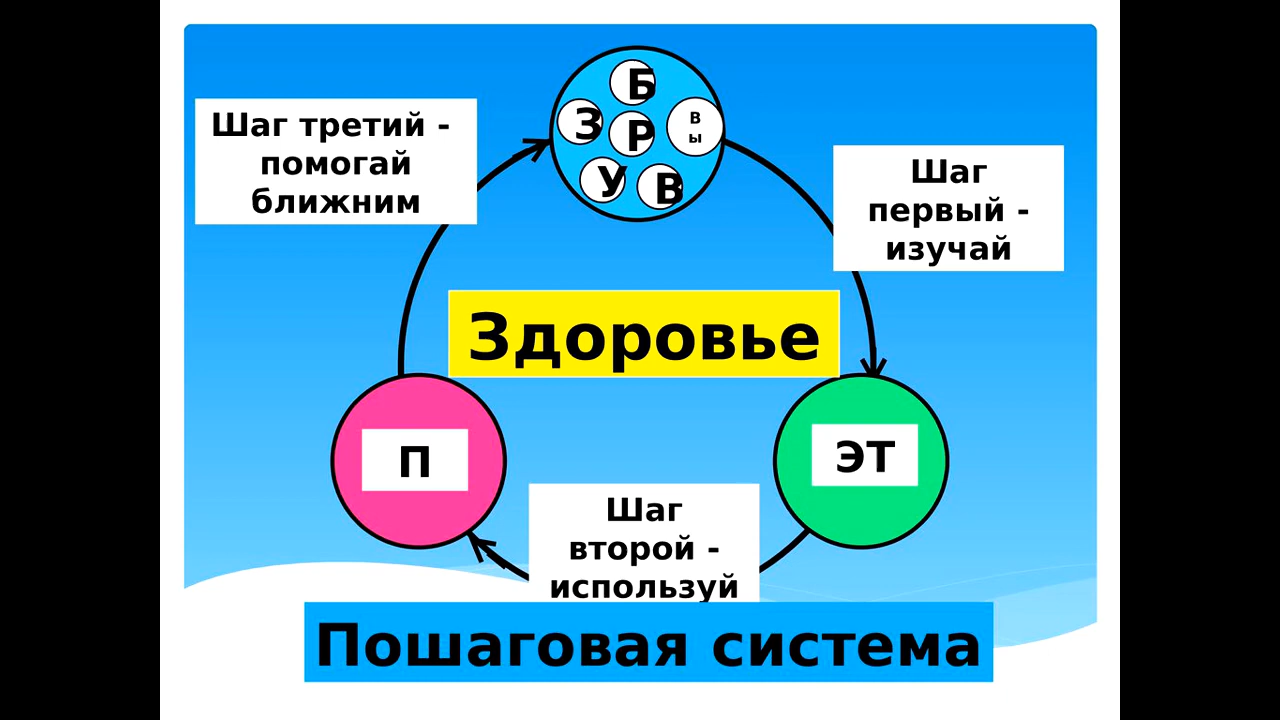 Б
З
Р
В
ы
У
В
Шаг третий -
помогай
ближним
Шаг
первый -
изучай
Здоровье
П
ЭТ
Шаг
второй -
используй
Пошаговая система